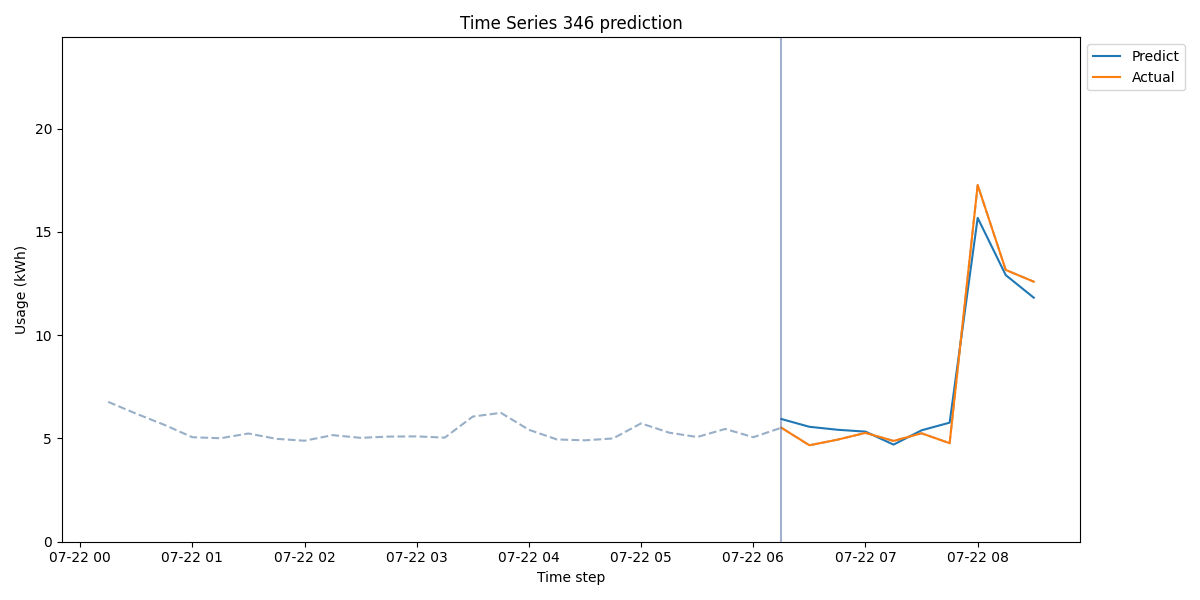 Time Series 346 prediction
Predict
Actual
Usage (kWh)
20
15
10
5
0
07-22 00
07-22 01
07-22 02
07-22 03
07-22 04
07-22 05
07-22 06
07-22 07
07-22 08
Time step